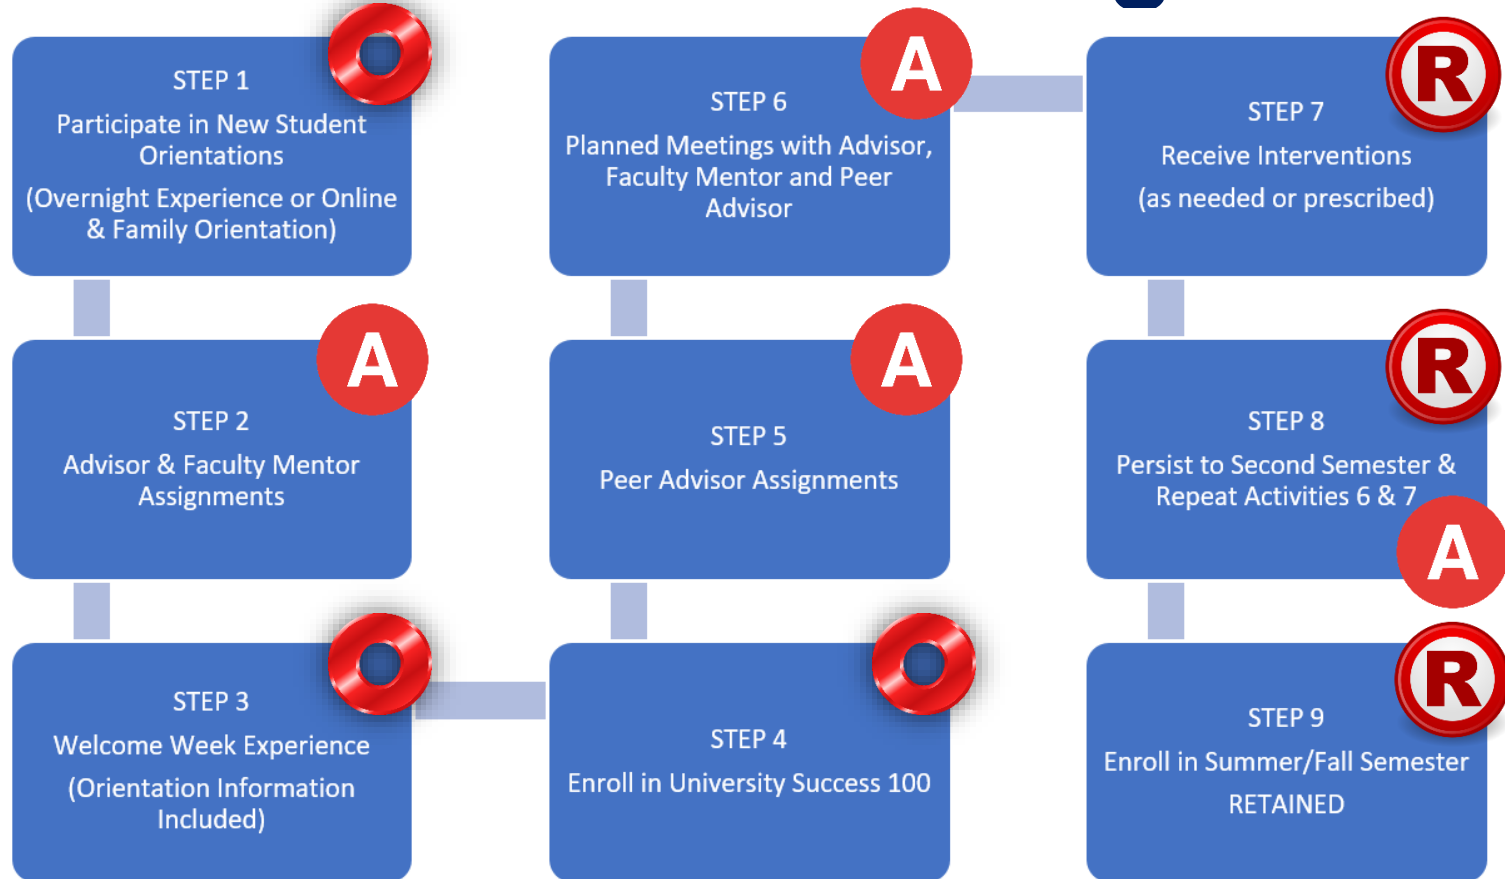 O
STEP 1
Participate in New Student
Orientations
(Overnight Experience or Online
& Family Orientation)
A
STEP 2
Advisor & Faculty Mentor
Assignments
O
STEP 3
Welcome Week Experience
(Orientation Information
Included)
O
STEP 4
Enroll in University Success 100
A
STEP 5
Peer Advisor Assignments
A
STEP 6
Planned Meetings with Advisor,
Faculty Mentor and Peer
Advisor
R
STEP 7
Receive Interventions
(as needed or prescribed)
R
STEP 8
Persist to Second Semester &
Repeat Activities 6 & 7
A
R
STEP 9
Enroll in Summer/Fall Semester
RETAINED